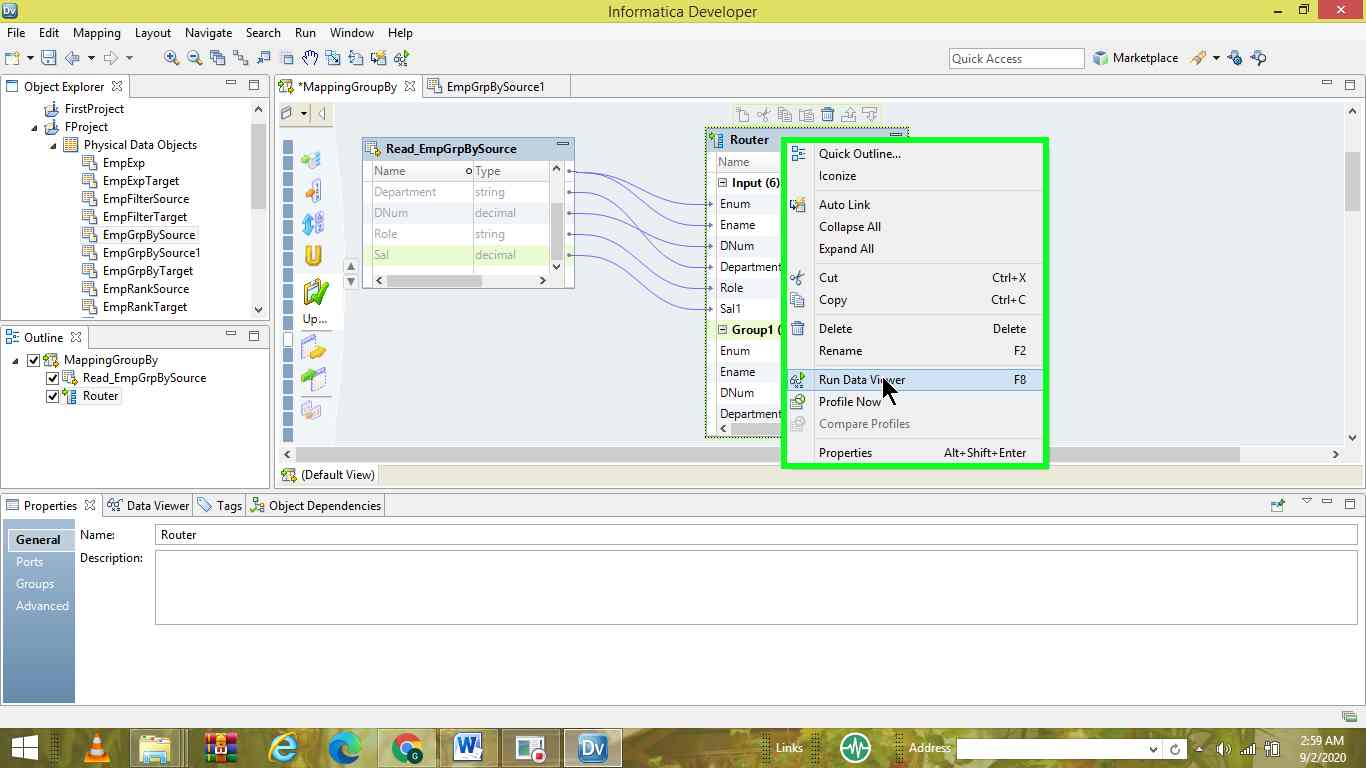 Dv
Informatica Developer
File Edit Mapping Layout Navigate Search Run Window Help
Quick Access
Marketplace
Object Explorer
FirstProject
FProject
Physical Data Objects
EmpExp
EmpExpTarget
EmpFilterSource
EmpFilterTarget
EmpGrpBySource
EmpGrpBySource1
EmpGrpByTarget
EmpRankSource
EmpRankTarget
Outline
MappingGroupBy
Read_EmpGrpBySource
Router
*MappingGroupBy
EmpGrpBySource1
Up...
Read_EmpGrpBySource
Name Type
Department string
DNum decimal
Role string
Sal decimal
Router
Name
Input (6)
Enum
Ename
DNum
Department
Role
Sal1
Group1 (
Enum
Ename
DNum
Department
Quick Outline...
Iconize
Auto Link
Collapse All
Expand All
Cut Ctrl+X
Copy Ctrl+C
Delete Delete
Rename F2
Run Data Viewer F8
Profile Now
Compare Profiles
Properties Alt+Shift+Enter
(Default View)
Properties Data Viewer Tags Object Dependencies
General
Ports
Groups
Advanced
Name: Router
Description:
Dv
Links
Address
2:59 AM
9/2/2020